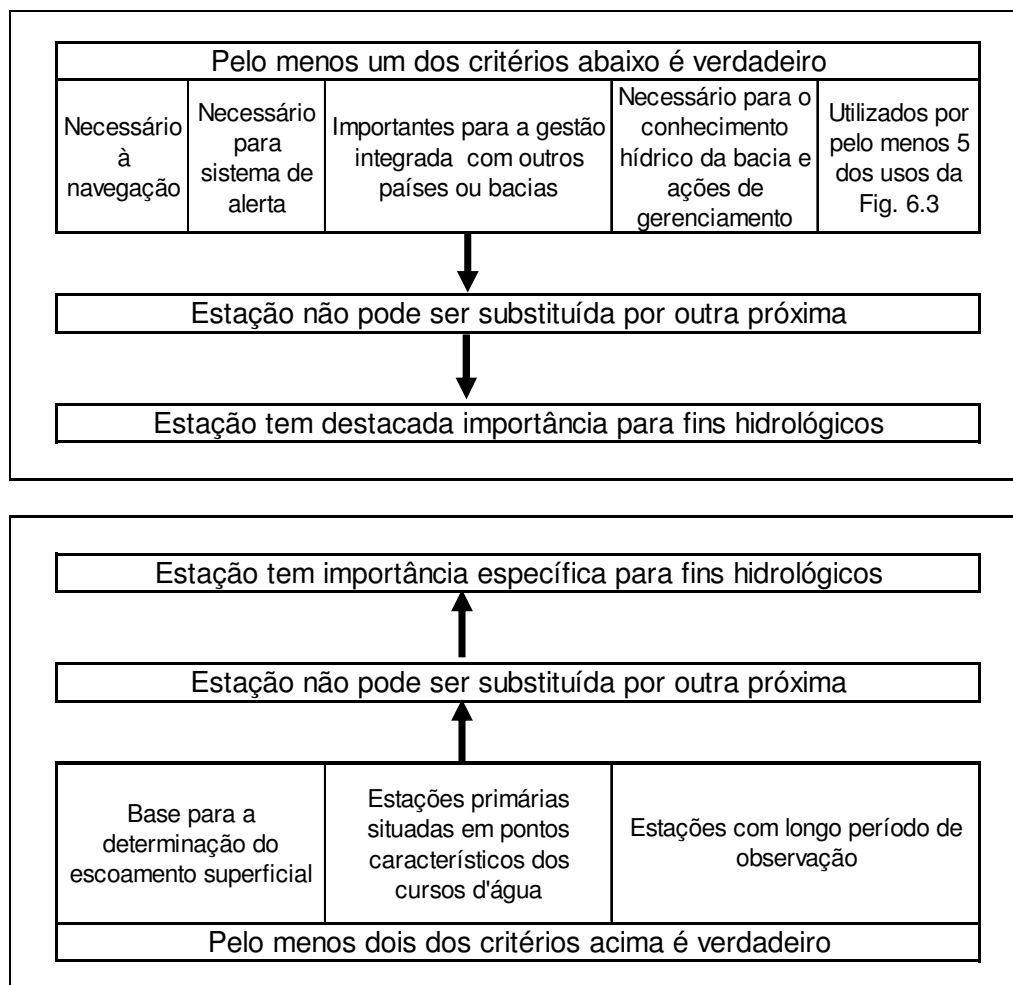 Pelo menos um dos critérios abaixo é verdadeiro
Necessário
à
navegação
Necessário
para
sistema de
alerta
Importantes para a gestão
integrada com outros
países ou bacias
Necessário para o
conhecimento
hídrico da bacia e
ações de
gerenciamento
Utilizados por
pelo menos 5
dos usos da
Fig. 6.3
Estação não pode ser substituída por outra próxima
Estação tem destacada importância para fins hidrológicos
Estação tem importância específica para fins hidrológicos
Estação não pode ser substituída por outra próxima
Base para a
determinação do
escoamento superficial
Estações primárias
situadas em pontos
característicos dos
cursos d'água
Estações com longo período de
observação
Pelo menos dois dos critérios acima é verdadeiro